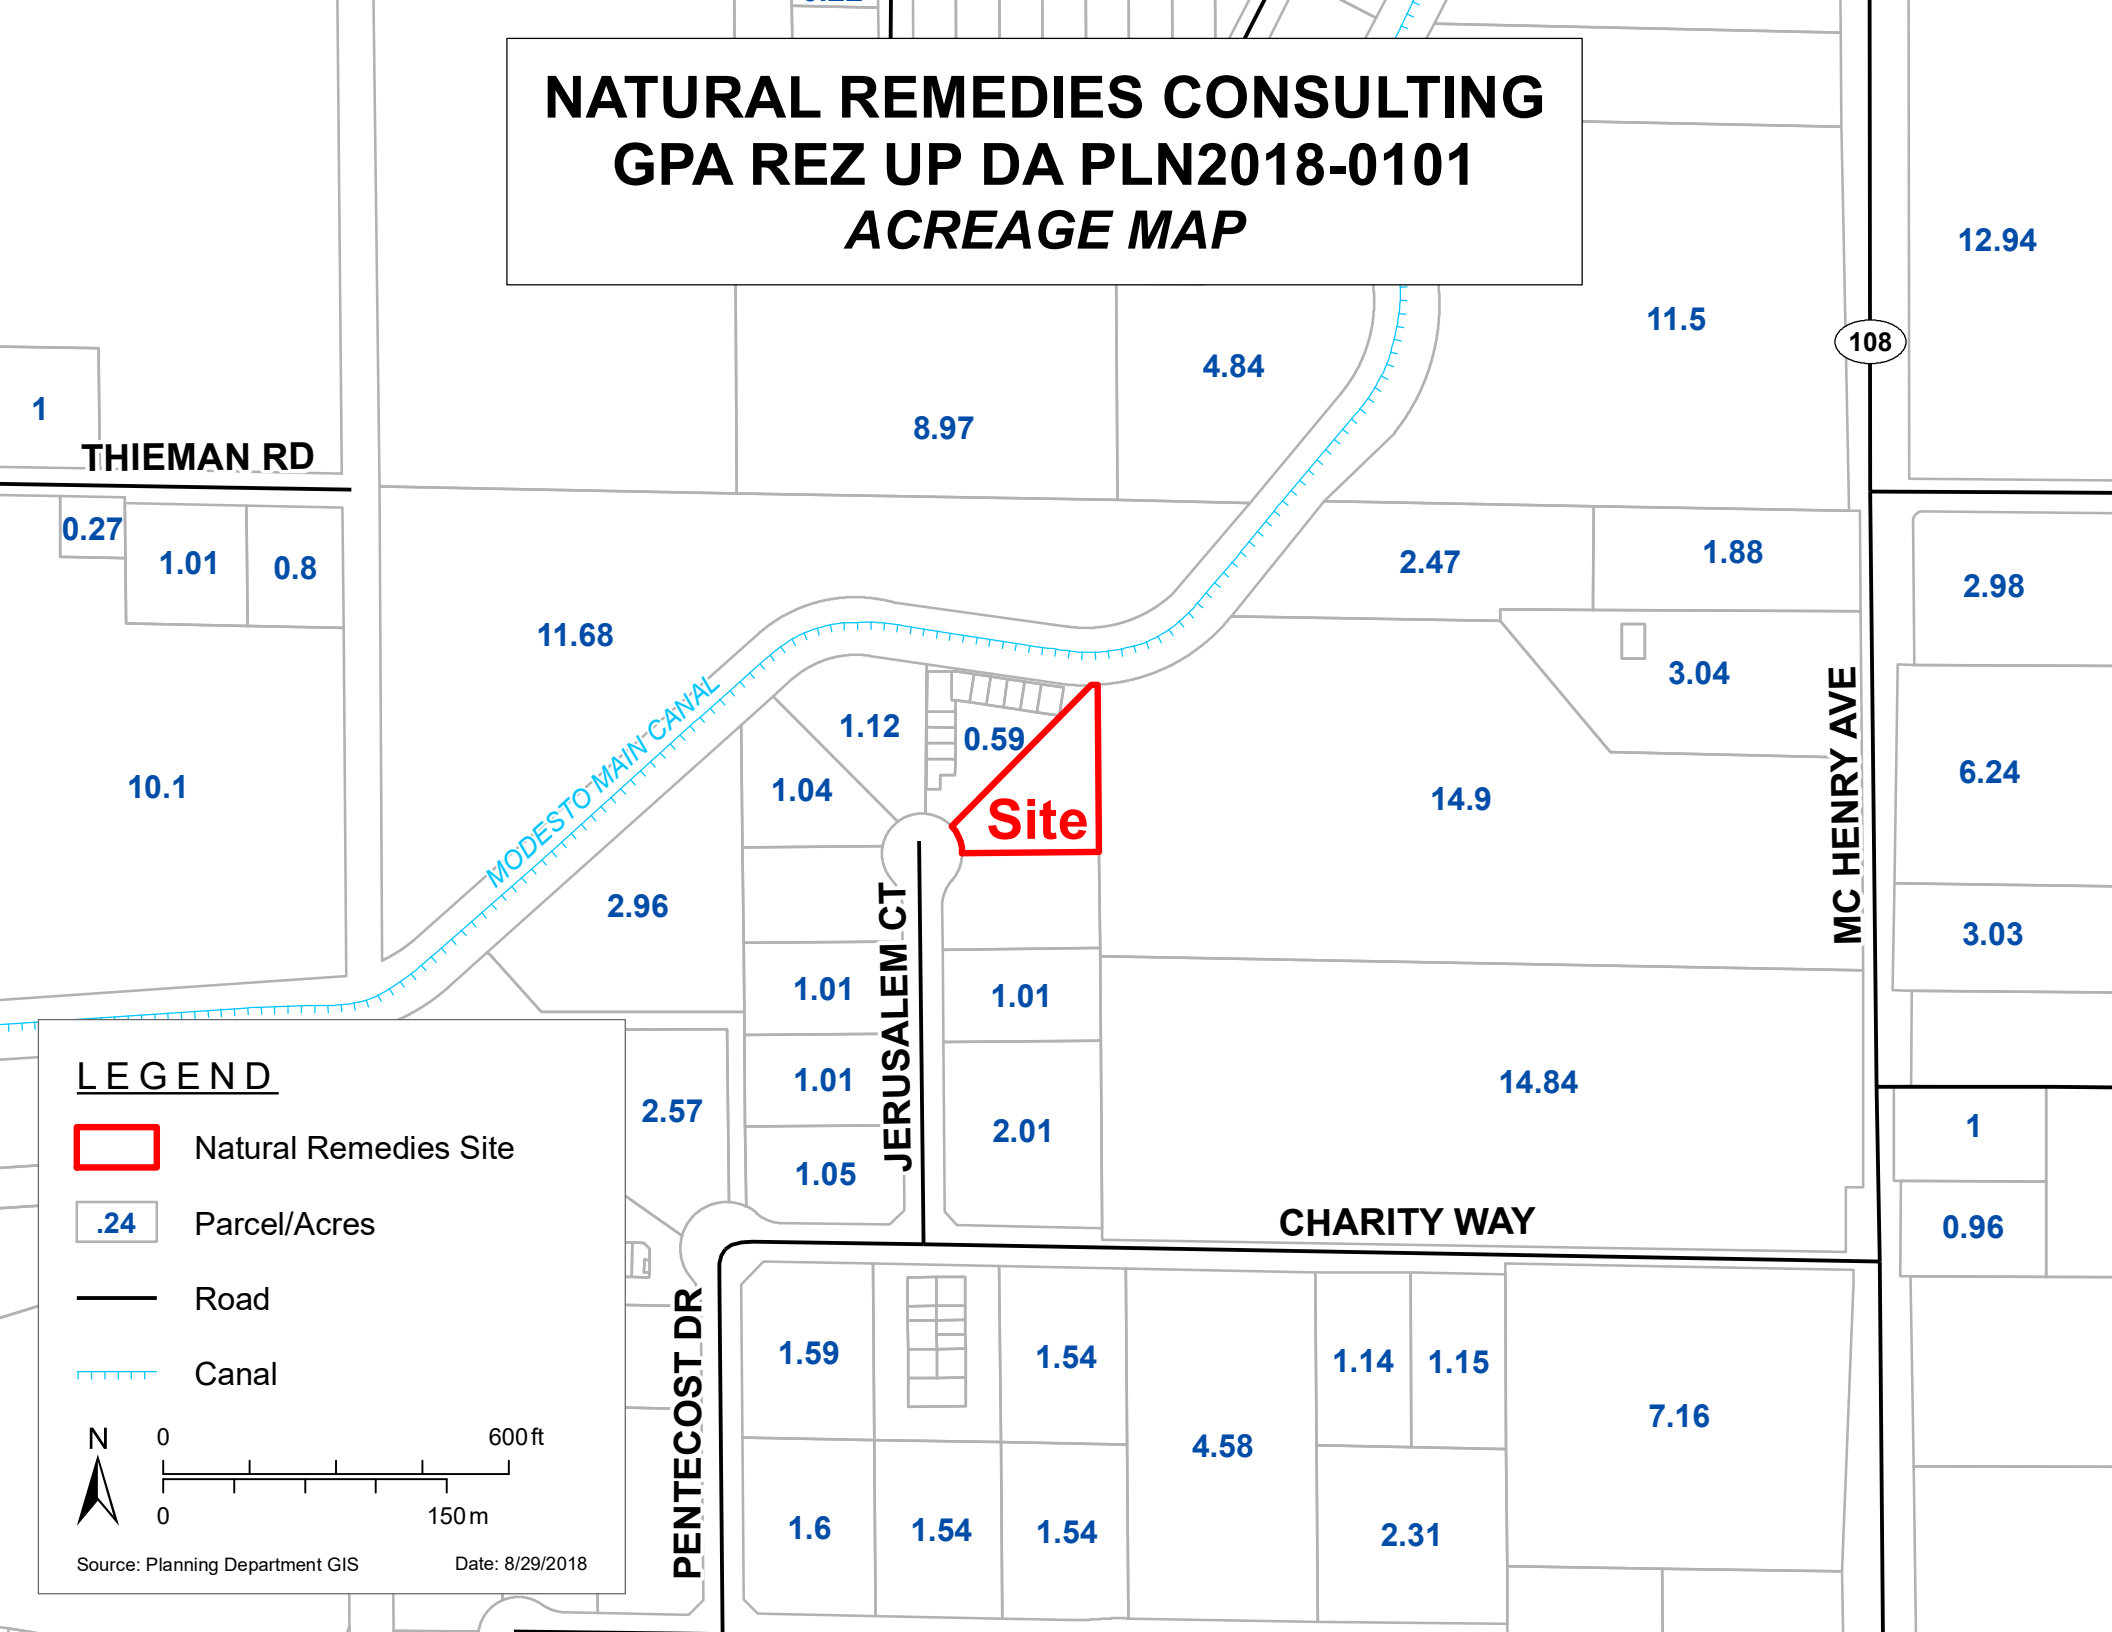 NATURAL REMEDIES CONSULTING
GPA REZ UP DA PLN2018-0101
ACREAGE MAP
12.94
11.5
108
4.84
8.97
1
THIEMAN RD
0.27
1.01
0.8
2.47
1.88
2.98
11.68
3.04
1.12
0.59
MODESTO MAIN CANAL
10.1
1.04
14.9
6.24
MC HENRY AVE
Site
2.96
3.03
JERUSALEM CT
1.01
1.01
1.01
14.84
2.57
2.01
1
1.05
CHARITY WAY
0.96
PENTECOST DR
1.59
1.54
1.14
1.15
7.16
4.58
1.6
1.54
1.54
2.31
LEGEND
Natural Remedies Site
.24
Parcel/Acres
Road
Canal
N
0
600 ft
0
150 m
Source: Planning Department GIS
Date: 8/29/2018